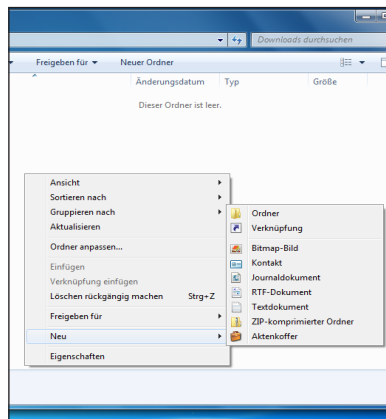 Downloads durchsuchen
Freigeben für Neuer Ordner
Änderungsdatum Typ Größe
Dieser Ordner ist leer.
Ansicht
Sortieren nach
Gruppieren nach
Aktualisieren
Ordner anpassen...
Einfügen
Verknüpfung einfügen
Löschen rückgängig machen Strg+Z
Freigeben für
Neu
Eigenschaften
Ordner
Verknüpfung
Bitmap-Bild
Kontakt
Journaldokument
RTF-Dokument
Textdokument
ZIP-komprimierter Ordner
Aktenkoffer